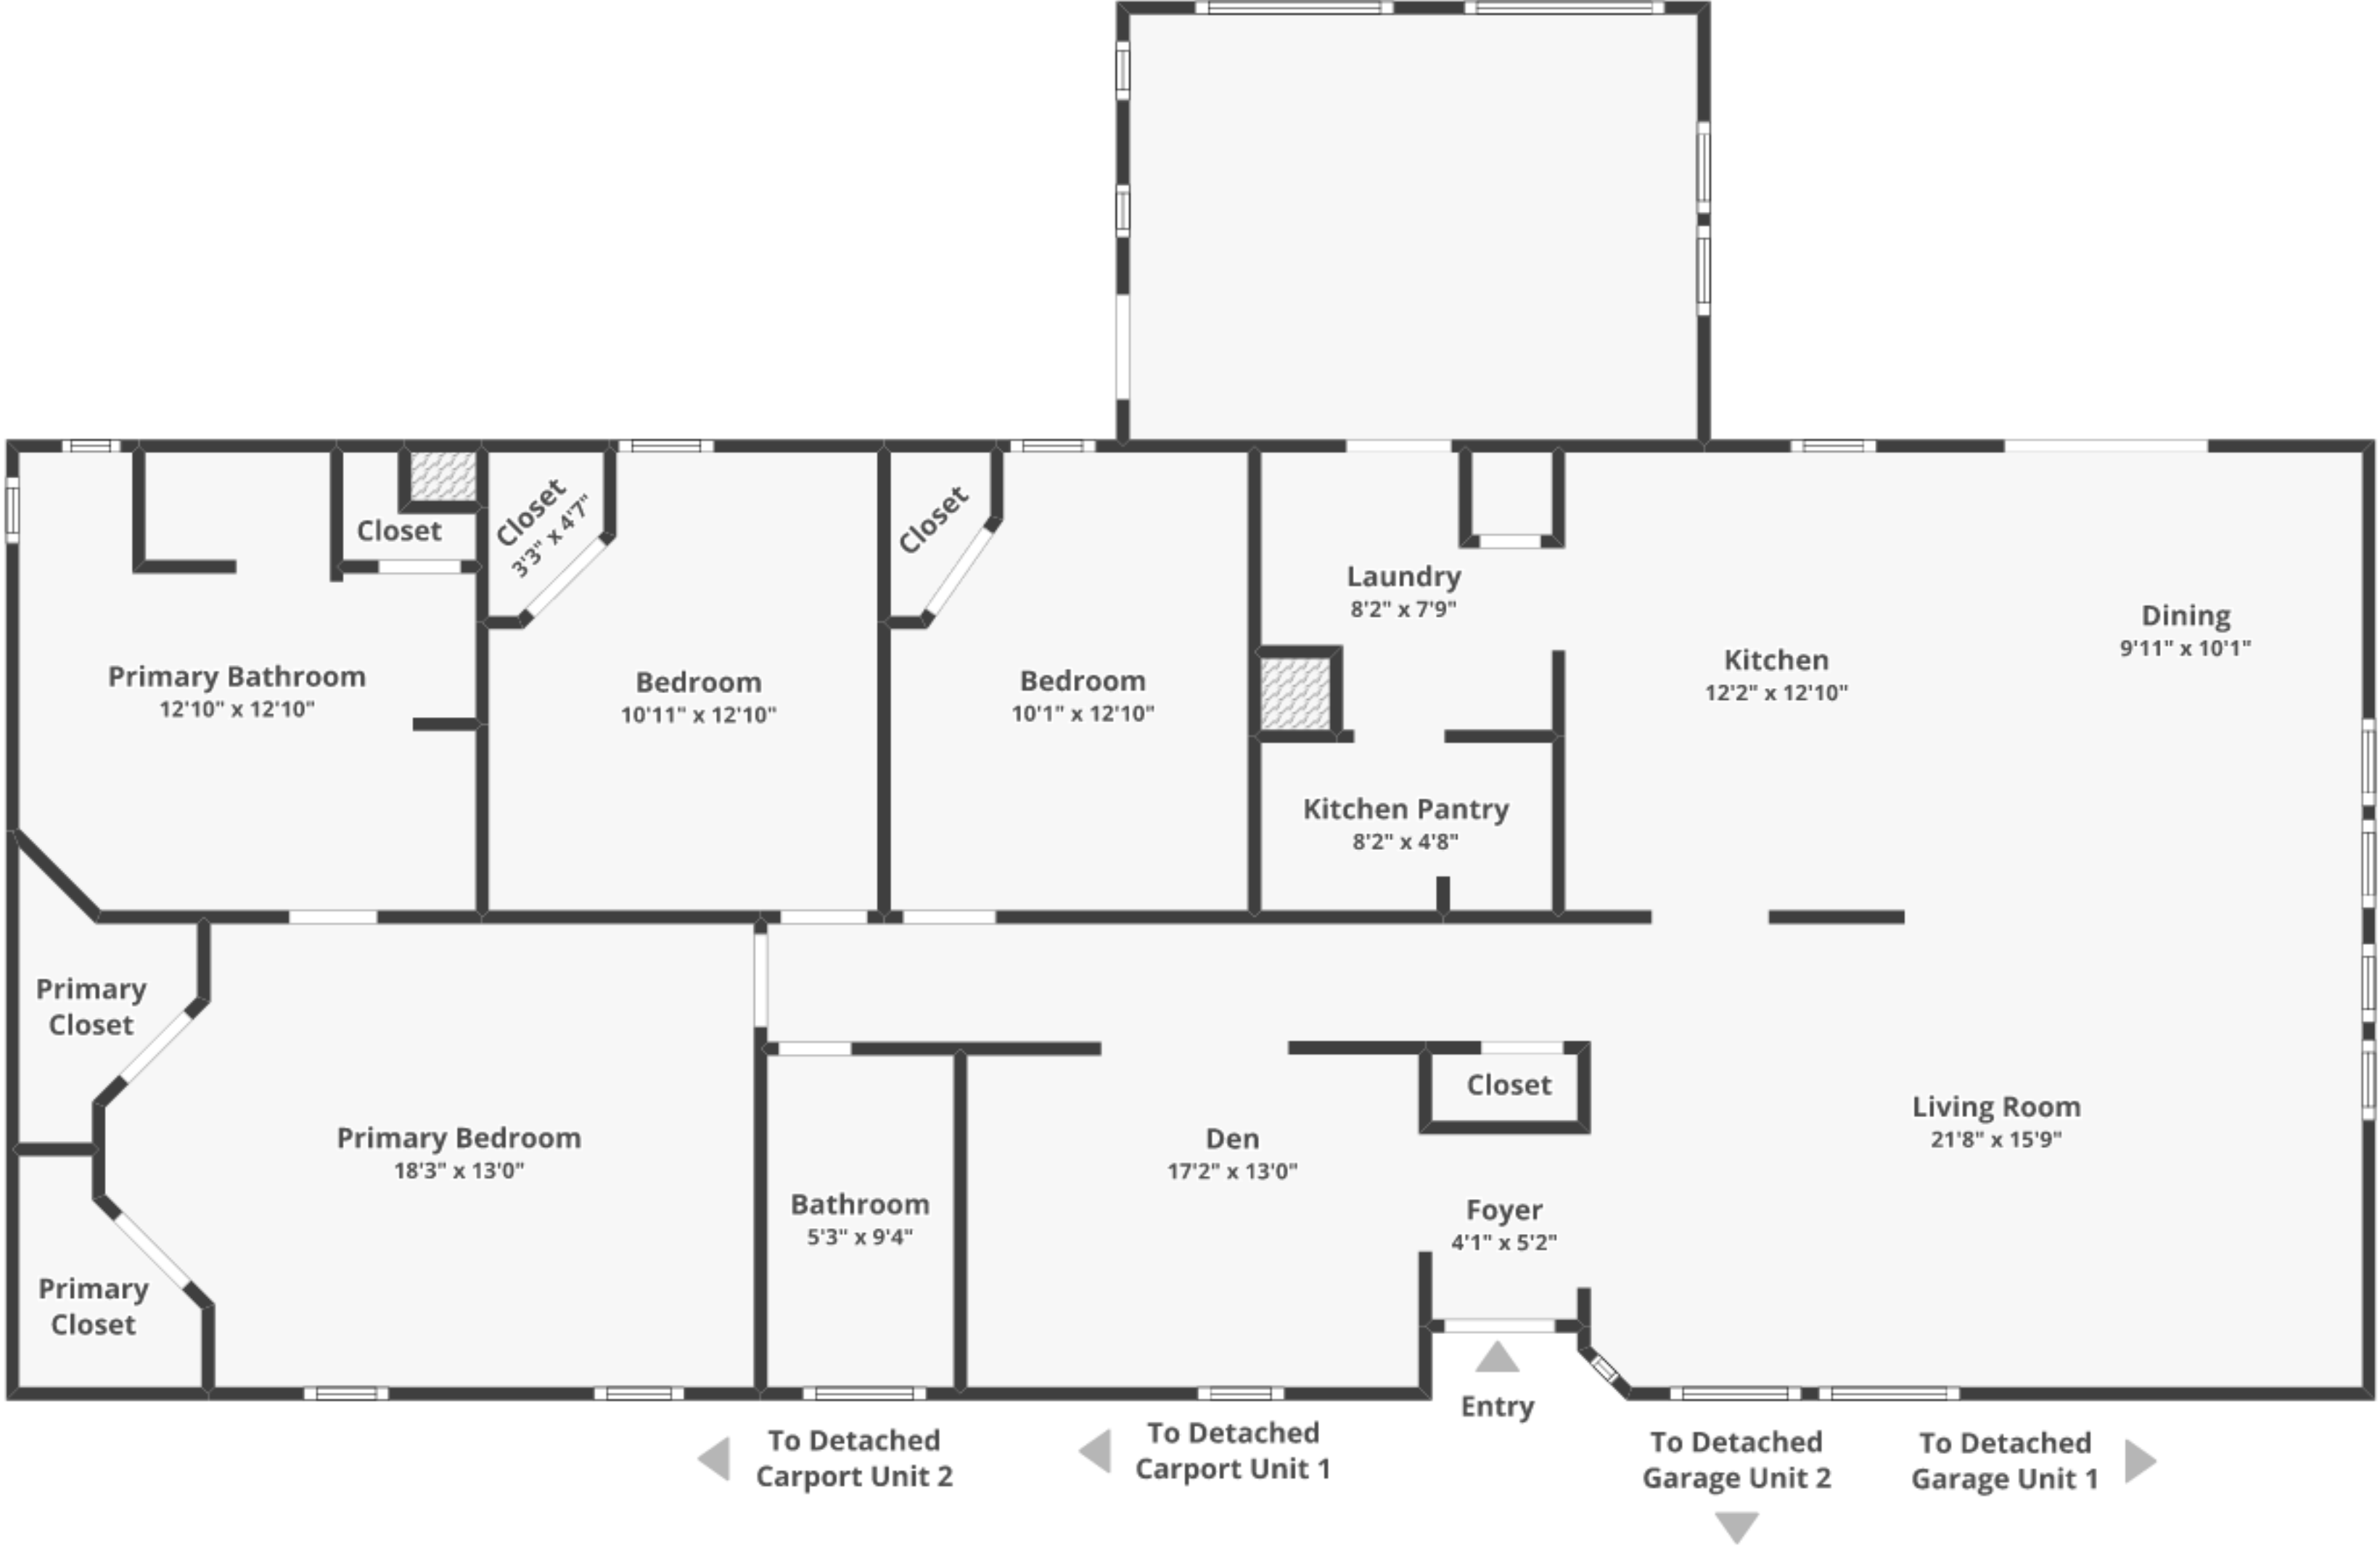 Closet
Closet
3'3" x 4'7"
Closet
Laundry
8'2" x 7'9"
Dining
9'11" x 10'1"
Kitchen
12'2" x 12'10"
Primary Bathroom
12'10" x 12'10"
Bedroom
10'11" x 12'10"
Bedroom
10'1" x 12'10"
Kitchen Pantry
8'2" x 4'8"
Primary
Closet
Closet
Living Room
21'8" x 15'9"
Primary Bedroom
18'3" x 13'0"
Den
17'2" x 13'0"
Bathroom
5'3" x 9'4"
Foyer
4'1" x 5'2"
Primary
Closet
Entry
To Detached
Carport Unit 2
To Detached
Carport Unit 1
To Detached
Garage Unit 2
To Detached
Garage Unit 1